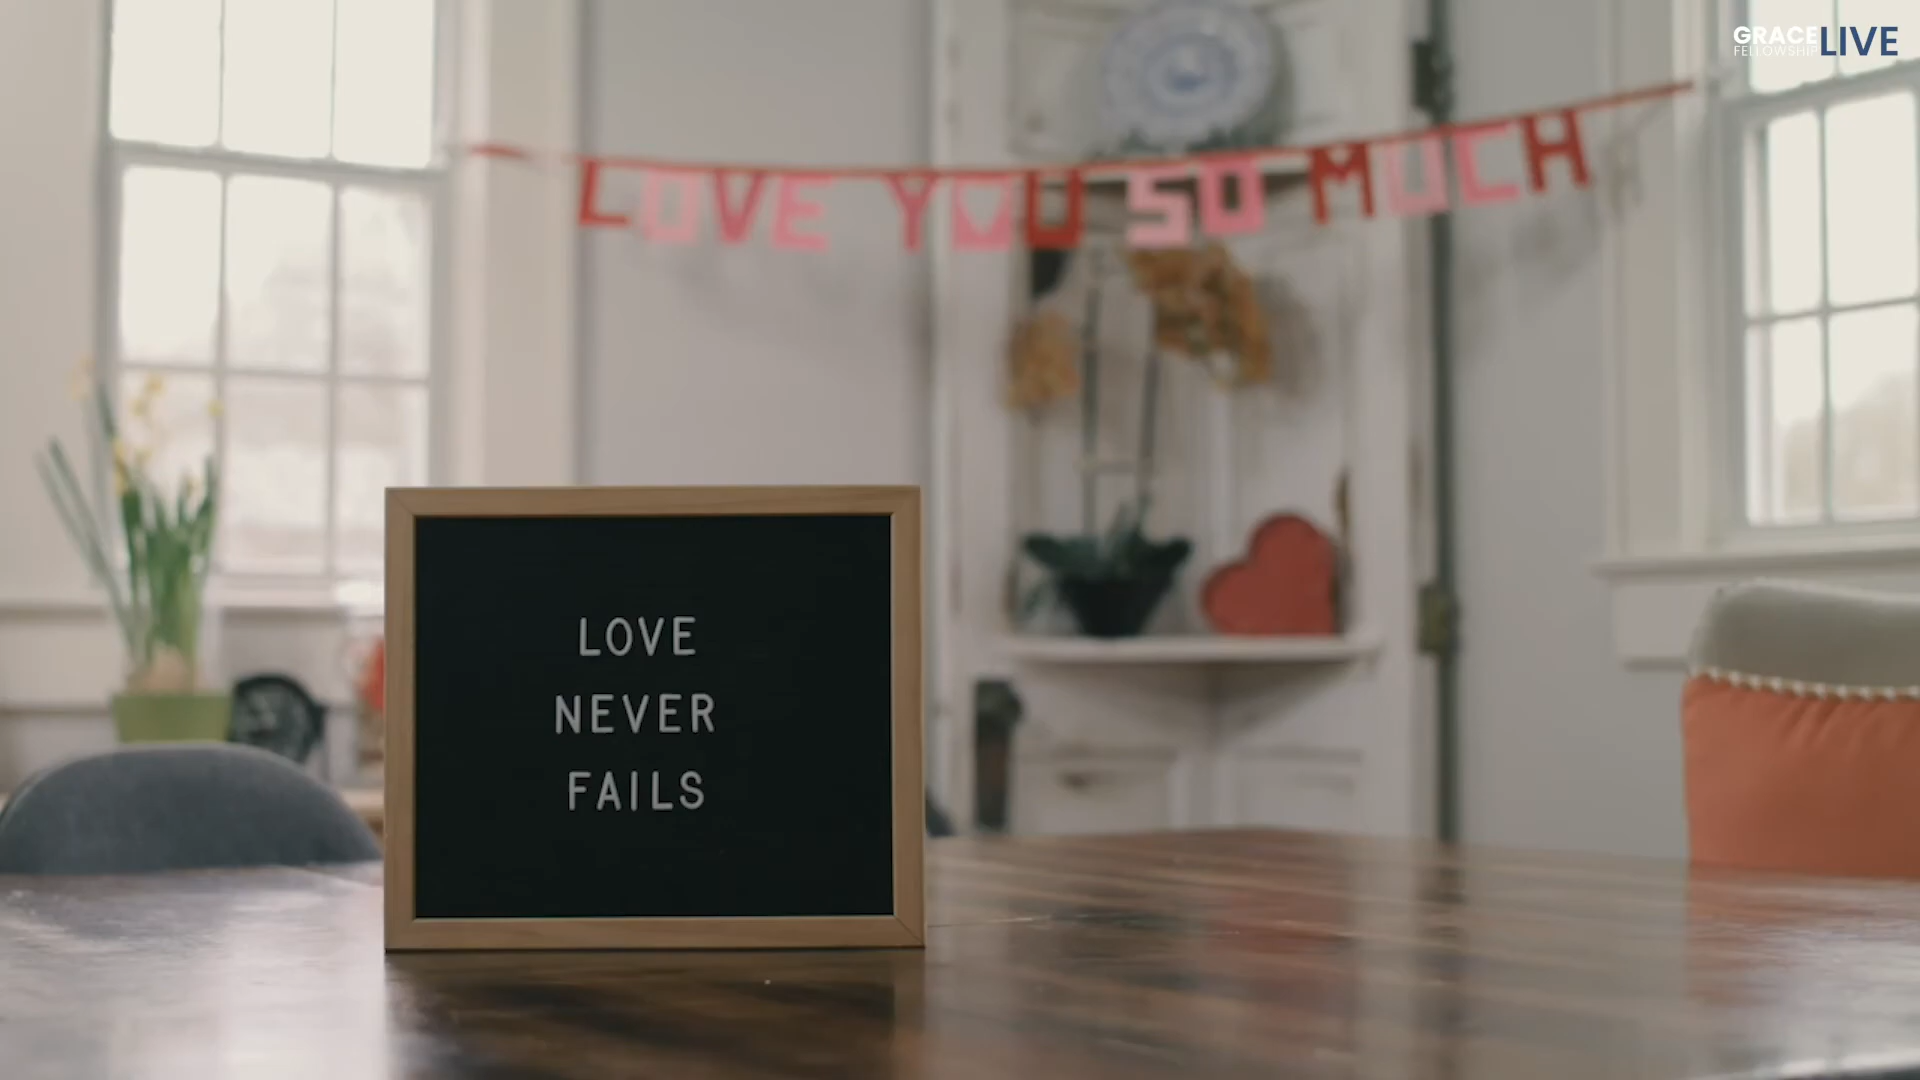 GRACE
FELLOWSHIP LIVE
LOVE YOU SO MUCH
LOVE
NEVER
FAILS